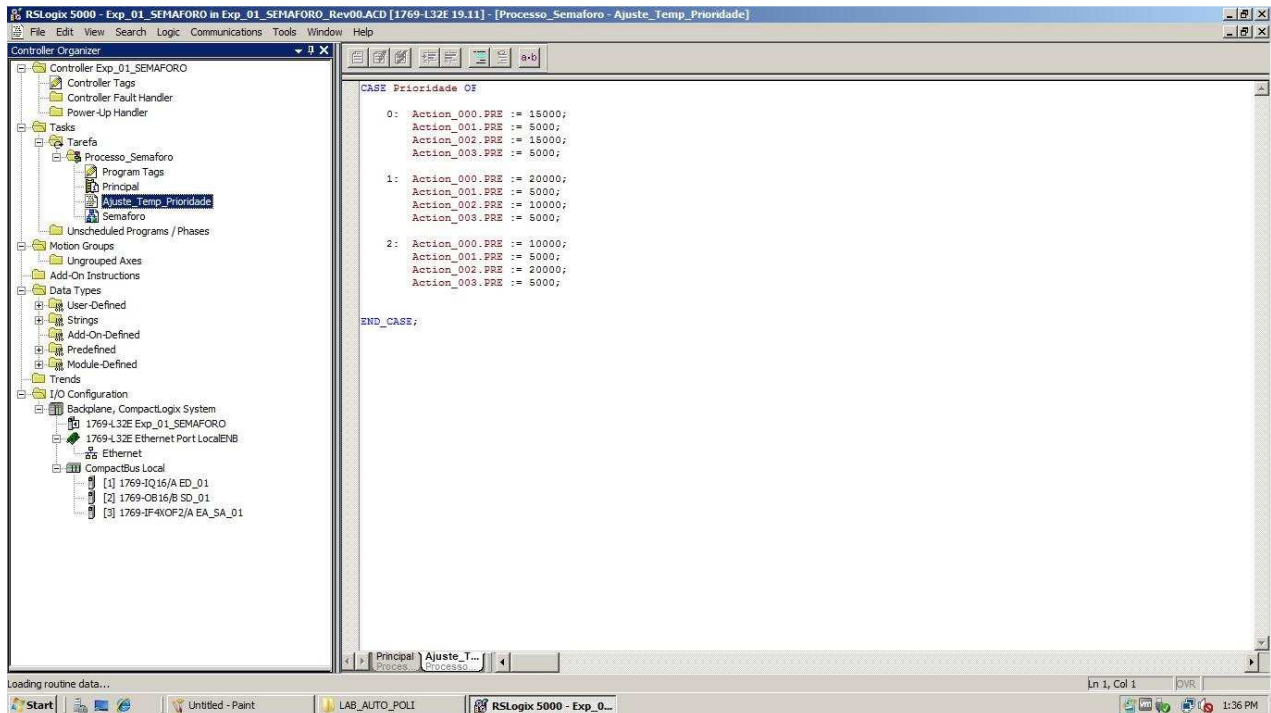 RSLogix 5000 - Exp_01_SEMAFORO in Exp_01_SEMAFORO_Rev00.ACD [1769-L32E 19.11] - [Processo_Semaforo - Ajuste_Temp_Prioridade]
File Edit View Search Logic Communications Tools Window Help
Controller Organizer
Controller Exp_01_SEMAFORO
Controller Tags
Controller Fault Handler
Power-Up Handler
Tasks
Tarefa
Processo_Semaforo
Program Tags
Principal
Ajuste_Temp_Prioridade
Semaforo
Unscheduled Programs / Phases
Motion Groups
Ungrouped Axes
Add-On Instructions
Data Types
User-Defined
Strings
Add-On-Defined
Predefined
Module-Defined
Trends
I/O Configuration
Backplane, CompactLogix System
1769-L32E Exp_01_SEMAFORO
1769-L32E Ethernet Port LocalENB
Ethernet
CompactBus Local
[1] 1769-IQ16/A ED_01
[2] 1769-OB16/B SD_01
[3] 1769-IF4XOF2/A EA_SA_01
a-b
CASE Prioridade OF
0: Action_000.PRE := 15000;
Action_001.PRE := 5000;
Action_002.PRE := 15000;
Action_003.PRE := 5000;
1: Action_000.PRE := 20000;
Action_001.PRE := 5000;
Action_002.PRE := 10000;
Action_003.PRE := 5000;
2: Action_000.PRE := 10000;
Action_001.PRE := 5000;
Action_002.PRE := 20000;
Action_003.PRE := 5000;
END_CASE;
Principal Ajuste_T...
Proces... Processo...
Loading routine data...
Ln 1, Col 1 OVR
Start Untitled - Paint LAB_AUTO_POLI RSLogix 5000 - Exp_0... 1:36 PM